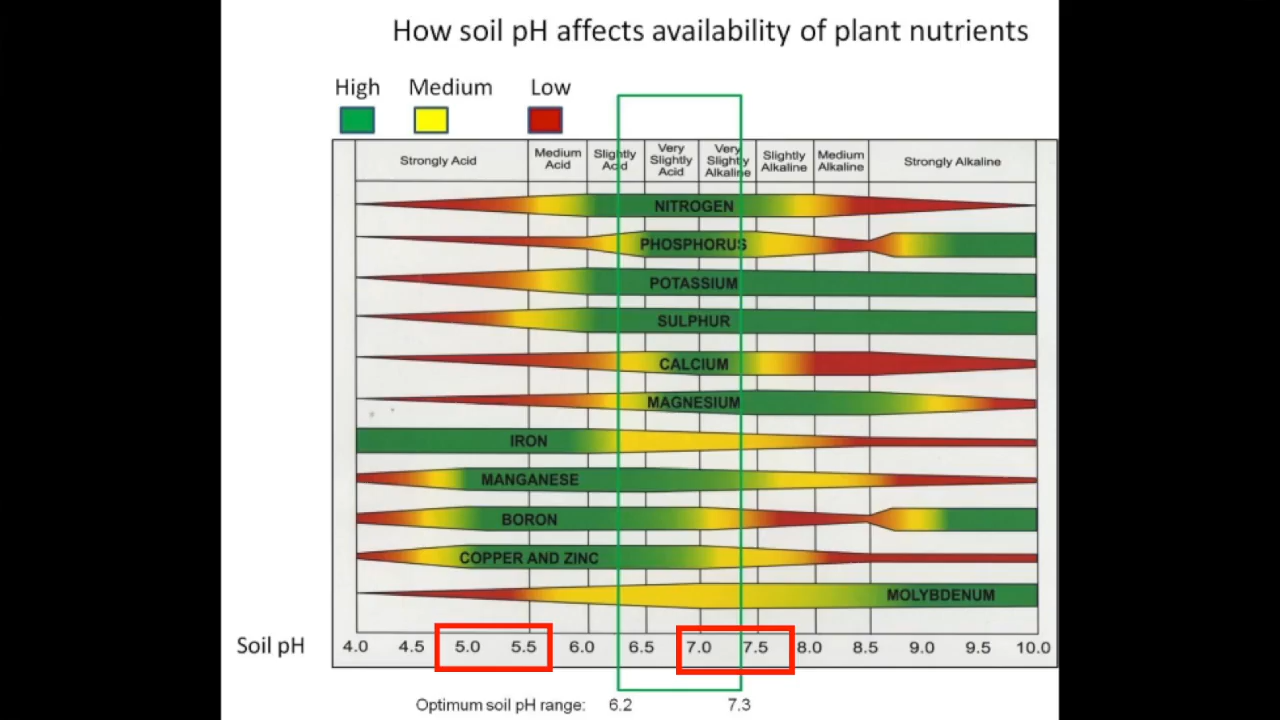 How soil pH affects availability of plant nutrients
High Medium Low
Strongly Acid
Medium Acid
Slightly Acid
Very Slightly Acid
Very Slightly Alkaline
Slightly Alkaline
Medium Alkaline
Strongly Alkaline
NITROGEN
PHOSPHORUS
POTASSIUM
SULPHUR
CALCIUM
MAGNESIUM
IRON
MANGANESE
BORON
COPPER AND ZINC
MOLYBDENUM
Soil pH 4.0 4.5 5.0 5.5 6.0 6.5 7.0 7.5 8.0 8.5 9.0 9.5 10.0
Optimum soil pH range: 6.2 7.3